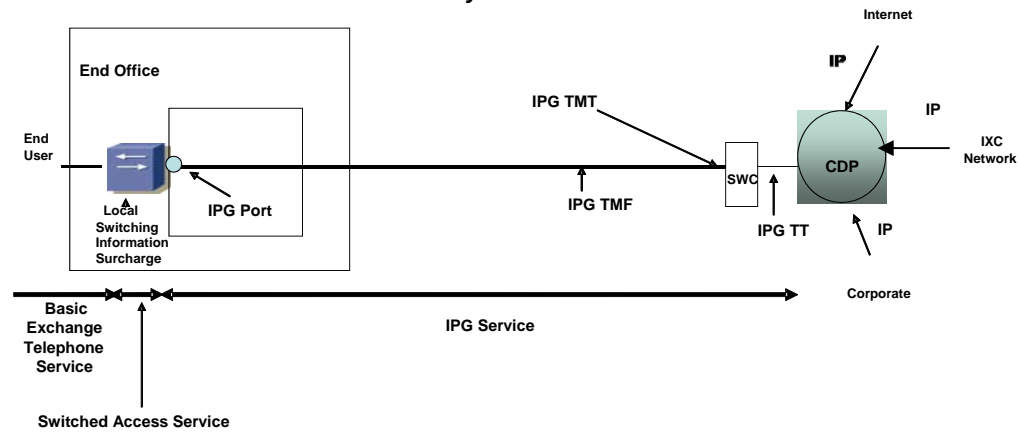 Internet
End Office
IP
IPG TMT
IP
End
User
IXC
Network
SWC
CDP
IPG Port
IPG TMF
Local
Switching
Information
Surcharge
IPG TT
IP
Corporate
Basic
Exchange
Telephone
Service
IPG Service
Switched Access Service